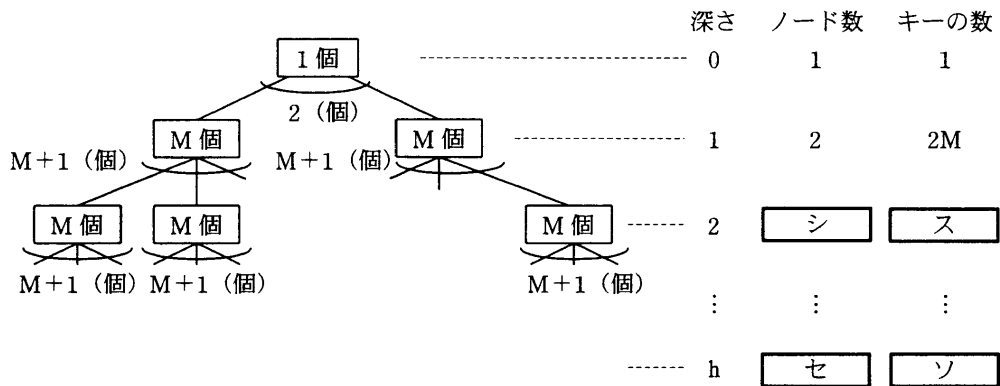 深さ ノード数 キーの数
1個 0 1 1
2(個)
M個 M個 1 2 2M
M+1(個) M+1(個)
M個 M個 M個 2 シ ス
M+1(個) M+1(個) M+1(個)
⋮ ⋮ ⋮
h セ ソ